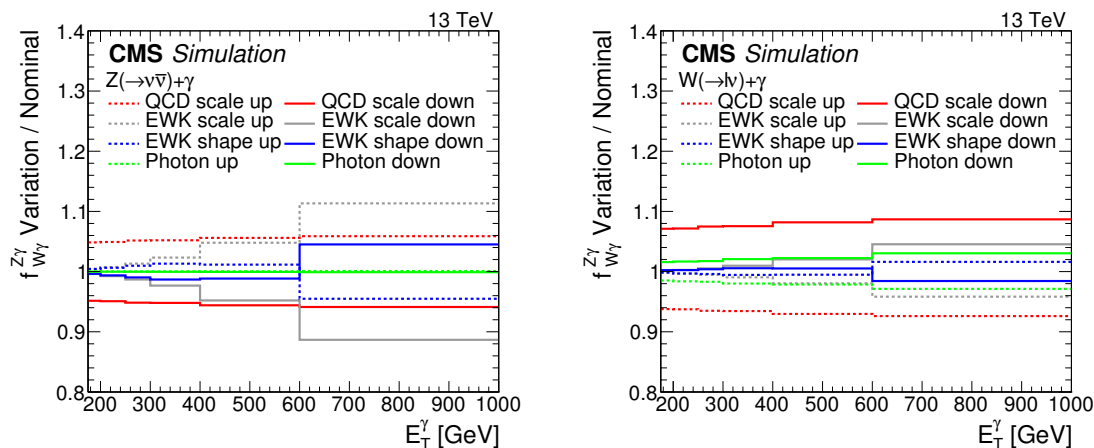 13 TeV
CMS Simulation
Z(→νν̅)+γ
QCD scale up QCD scale down
EWK scale up EWK scale down
EWK shape up EWK shape down
Photon up Photon down
f^{Zγ}_{Wγ} Variation / Nominal
1.4
1.3
1.2
1.1
1
0.9
0.8
200 300 400 500 600 700 800 900 1000
E_T^γ [GeV]
13 TeV
CMS Simulation
W(→lν)+γ
QCD scale up QCD scale down
EWK scale up EWK scale down
EWK shape up EWK shape down
Photon up Photon down
f^{Zγ}_{Wγ} Variation / Nominal
1.4
1.3
1.2
1.1
1
0.9
0.8
200 300 400 500 600 700 800 900 1000
E_T^γ [GeV]